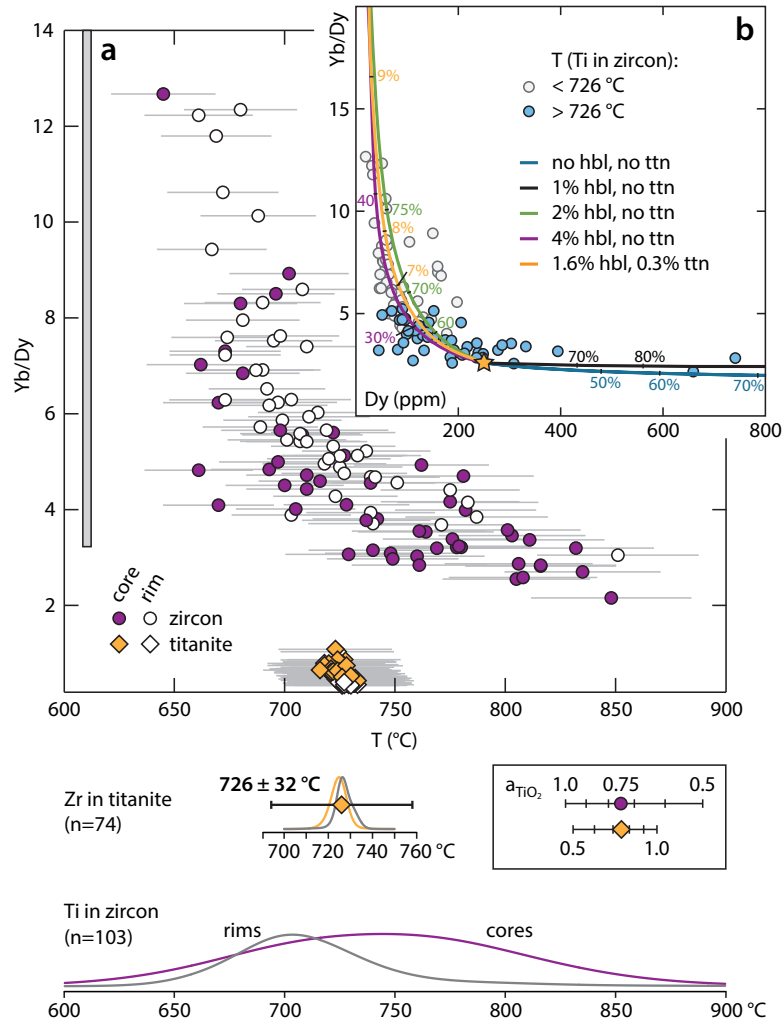 a
14
12
10
8
6
4
2
Yb/Dy
600
650
700
750
800
850
900
T (°C)
core
rim
zircon
titanite
b
Yb/Dy
15
10
5
Dy (ppm)
200
400
600
800
T (Ti in zircon):
< 726 °C
> 726 °C
no hbl, no ttn
1% hbl, no ttn
2% hbl, no ttn
4% hbl, no ttn
1.6% hbl, 0.3% ttn
9%
40
75%
8%
7%
70%
60
30%
70%
80%
50%
60%
70%
Zr in titanite
(n=74)
726 ± 32 °C
700
720
740
760
°C
aTiO2
1.0
0.75
0.5
0.5
1.0
Ti in zircon
(n=103)
rims
cores
600
650
700
750
800
850
900 °C